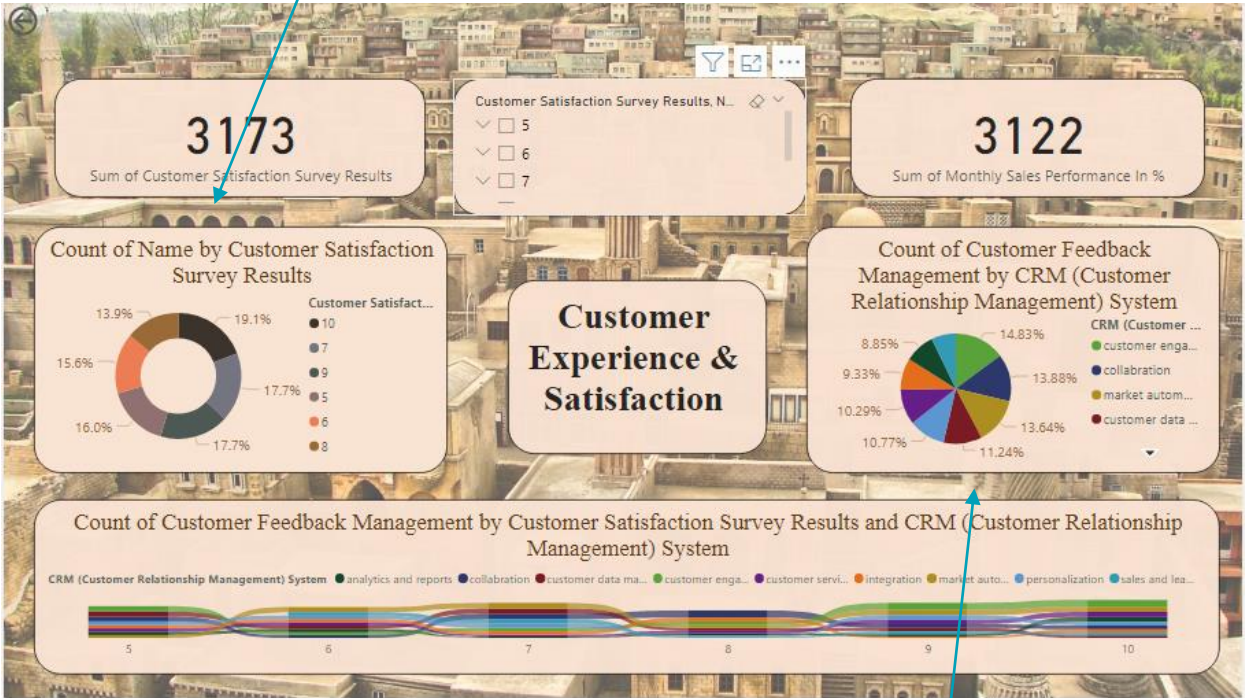 3173
Sum of Customer Satisfaction Survey Results
Customer Satisfaction Survey Results, N...
5
6
7
3122
Sum of Monthly Sales Performance In %
Count of Name by Customer Satisfaction
Survey Results
13.9%
19.1%
15.6%
17.7%
16.0%
17.7%
Customer Satisfact...
10
7
9
5
6
8
Customer
Experience &
Satisfaction
Count of Customer Feedback
Management by CRM (Customer
Relationship Management) System
8.85%
14.83%
9.33%
13.88%
10.29%
13.64%
10.77%
11.24%
CRM (Customer ...
customer enga...
collabration
market autom...
customer data ...
Count of Customer Feedback Management by Customer Satisfaction Survey Results and CRM (Customer Relationship
Management) System
CRM (Customer Relationship Management) System analytics and reports collabration customer data ma... customer enga... customer servi... integration market auto... personalization sales and lea...
5 6 7 8 9 10